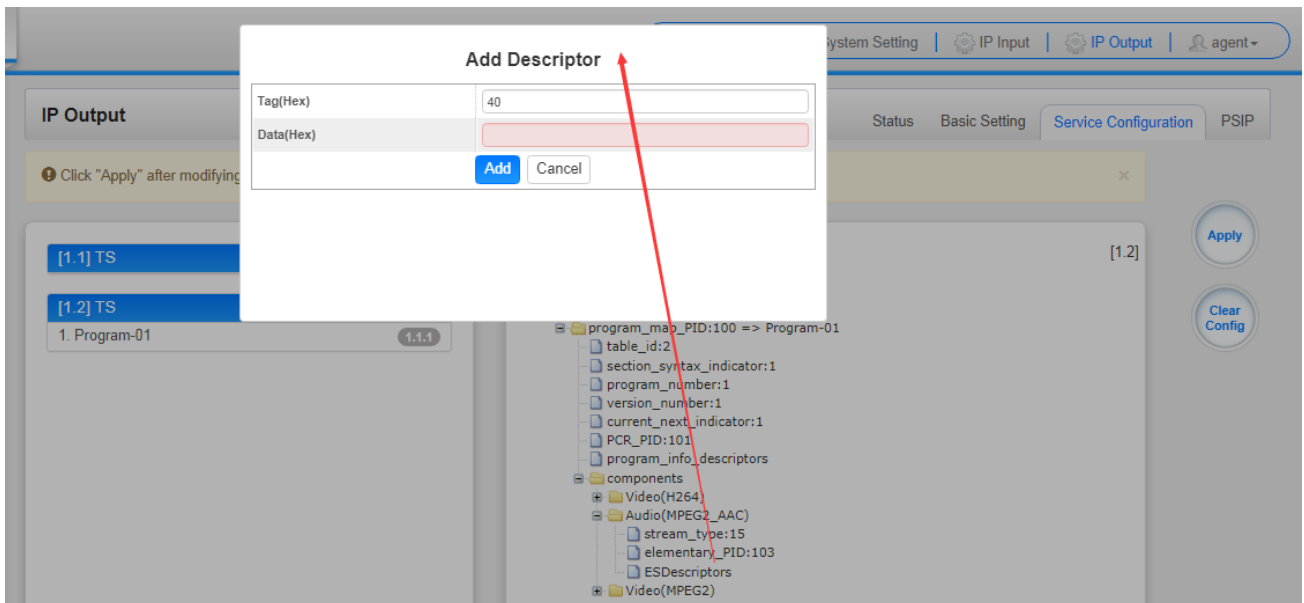 Add Descriptor
Tag(Hex) 40
Data(Hex)
Add Cancel
ystem Setting | IP Input | IP Output | agent
IP Output
Status Basic Setting Service Configuration PSIP
Click "Apply" after modifying ×
Apply
Clear
Config
[1.1] TS
[1.2] TS
1. Program-01 1.1.1
[1.2]
program_map_PID:100 => Program-01
table_id:2
section_syntax_indicator:1
program_number:1
version_number:1
current_next_indicator:1
PCR_PID:101
program_info_descriptors
components
Video(H264)
Audio(MPEG2_AAC)
stream_type:15
elementary_PID:103
ESDescriptors
Video(MPEG2)